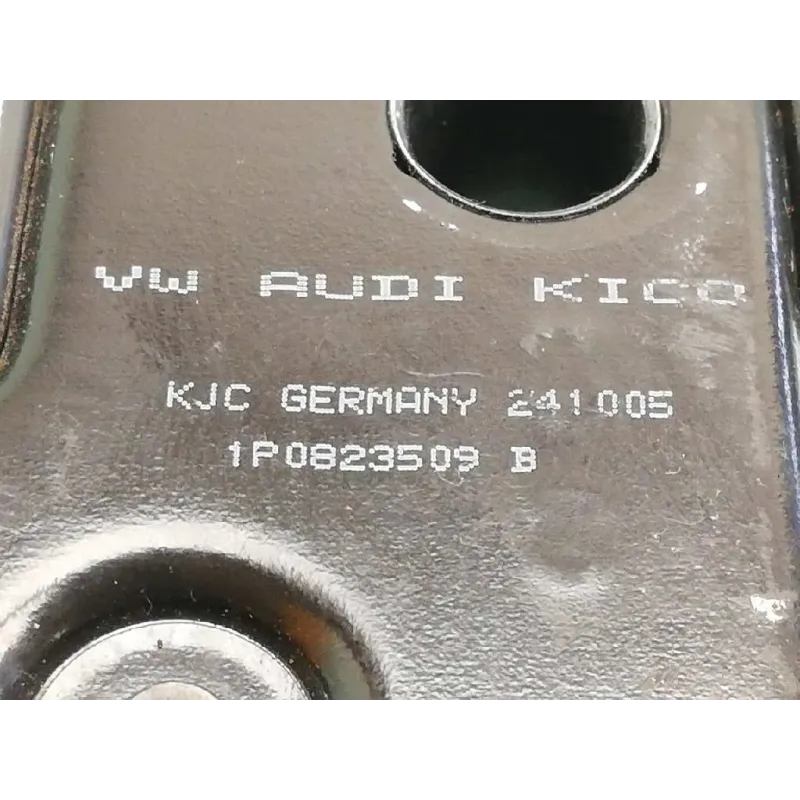 VW AUDI KICO
KJC GERMANY 241005
1P0823509 B